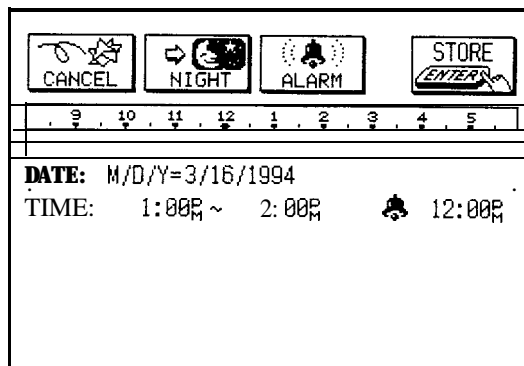 CANCEL NIGHT ALARM STORE
ENTER
9 10 11 12 1 2 3 4 5
DATE: M/D/Y=3/16/1994
TIME: 1:00PM ~ 2:00PM 12:00PM